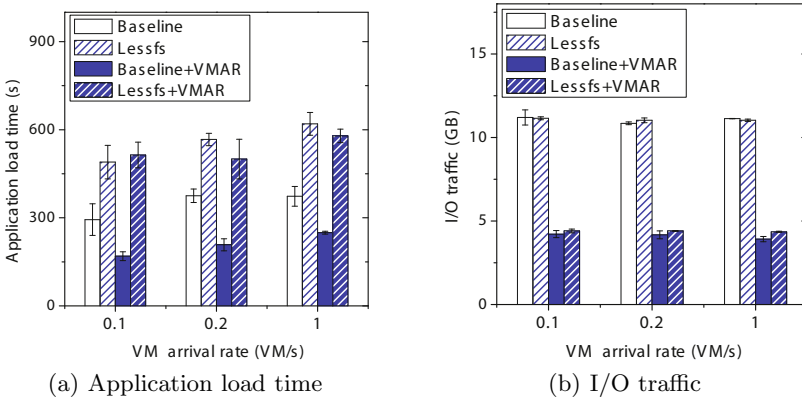 Baseline
Lessfs
Baseline+VMAR
Lessfs+VMAR
900
600
300
0
Application load time (s)
0.1
0.2
1
VM arrival rate (VM/s)
(a) Application load time
Baseline
Lessfs
Baseline+VMAR
Lessfs+VMAR
15
10
5
0
I/O traffic (GB)
0.1
0.2
1
VM arrival rate (VM/s)
(b) I/O traffic